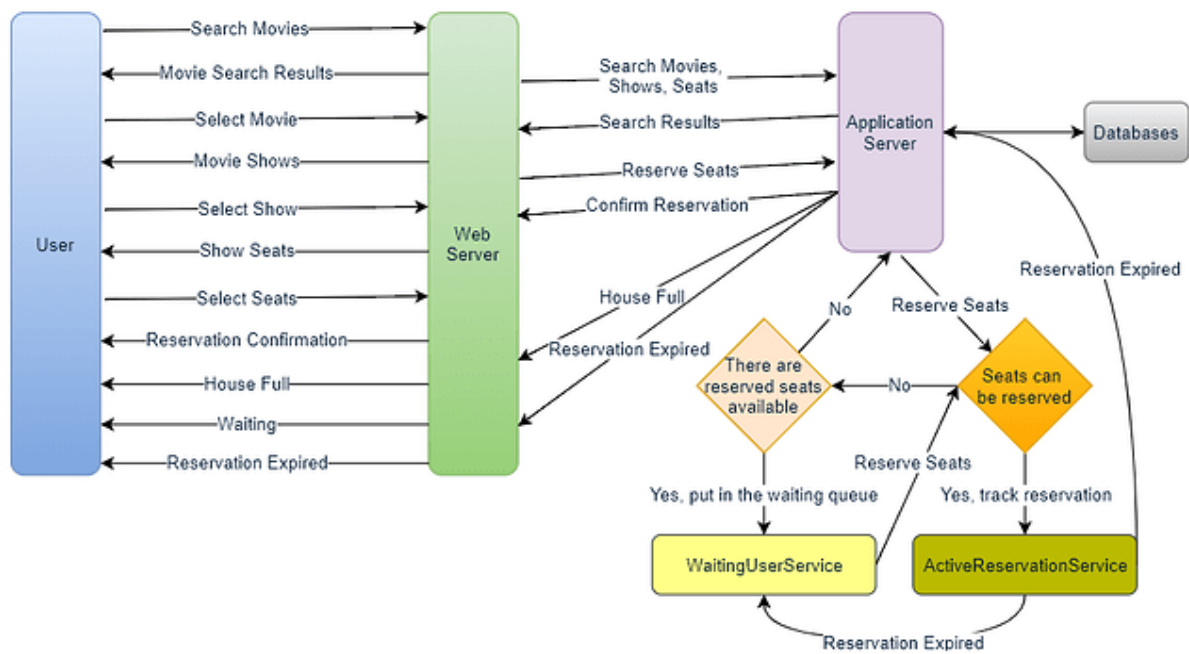 Search Movies
Movie Search Results
Select Movie
Movie Shows
Select Show
Show Seats
Select Seats
Reservation Confirmation
House Full
Waiting
Reservation Expired
User
Web
Server
Search Movies,
Shows, Seats
Search Results
Reserve Seats
Confirm Reservation
House Full
Reservation Expired
Application
Server
Databases
Reservation Expired
No
Reserve Seats
There are
reserved seats
available
No
Seats can
be reserved
Reserve Seats
Yes, put in the waiting queue
Yes, track reservation
WaitingUserService
ActiveReservationService
Reservation Expired